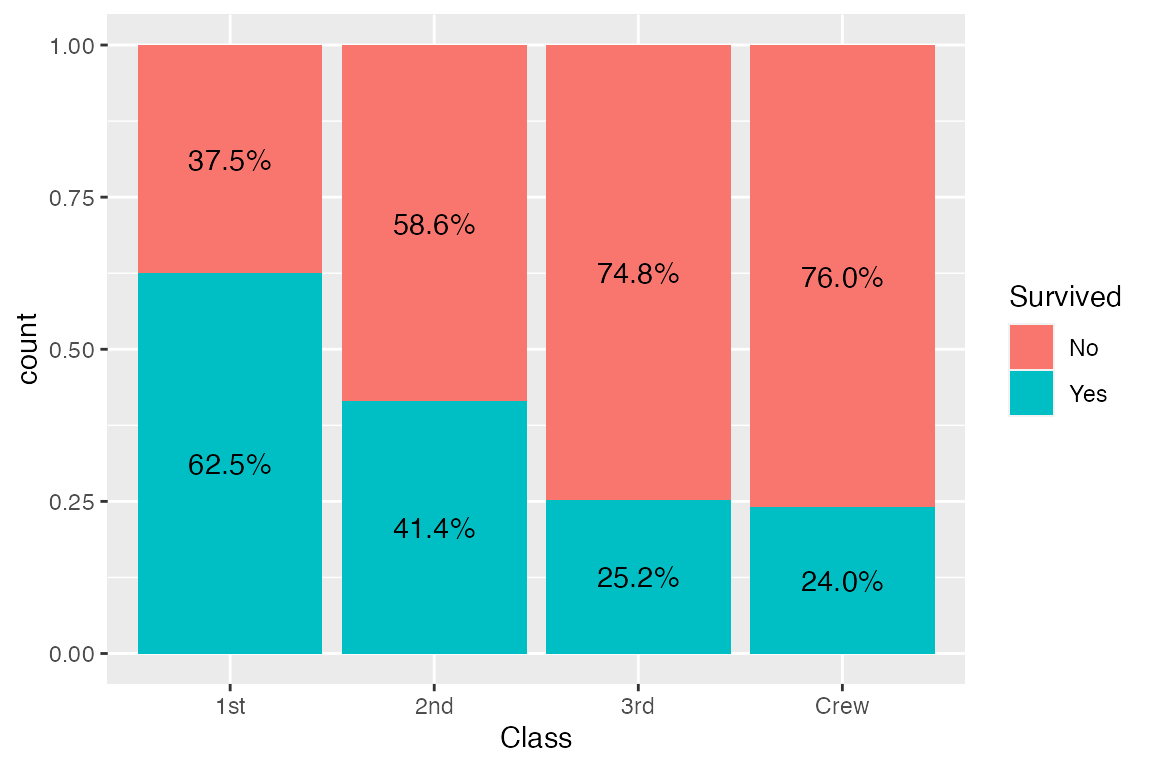 1.00
0.75
0.50
0.25
0.00
count
37.5%
58.6%
74.8%
76.0%
62.5%
41.4%
25.2%
24.0%
1st
2nd
3rd
Crew
Class
Survived
No
Yes